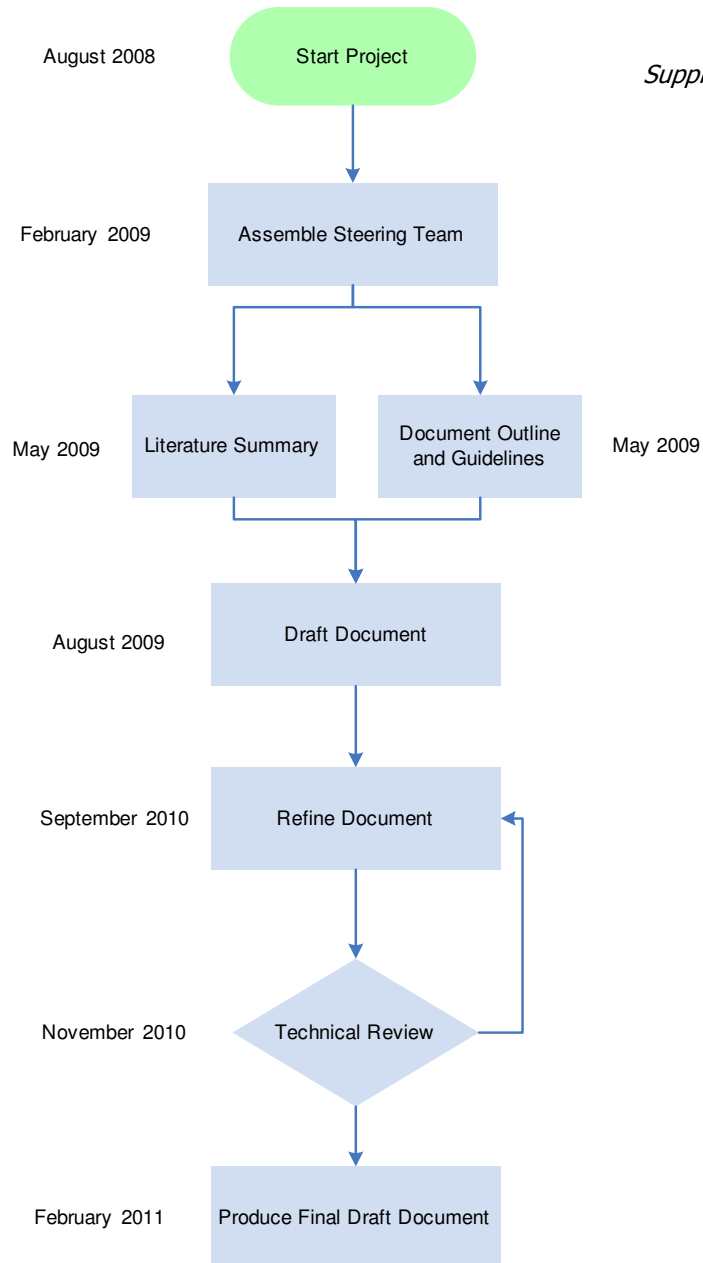 August 2008
Start Project
February 2009
Assemble Steering Team
May 2009
Literature Summary
Document Outline
and Guidelines
May 2009
August 2009
Draft Document
September 2010
Refine Document
November 2010
Technical Review
February 2011
Produce Final Draft Document